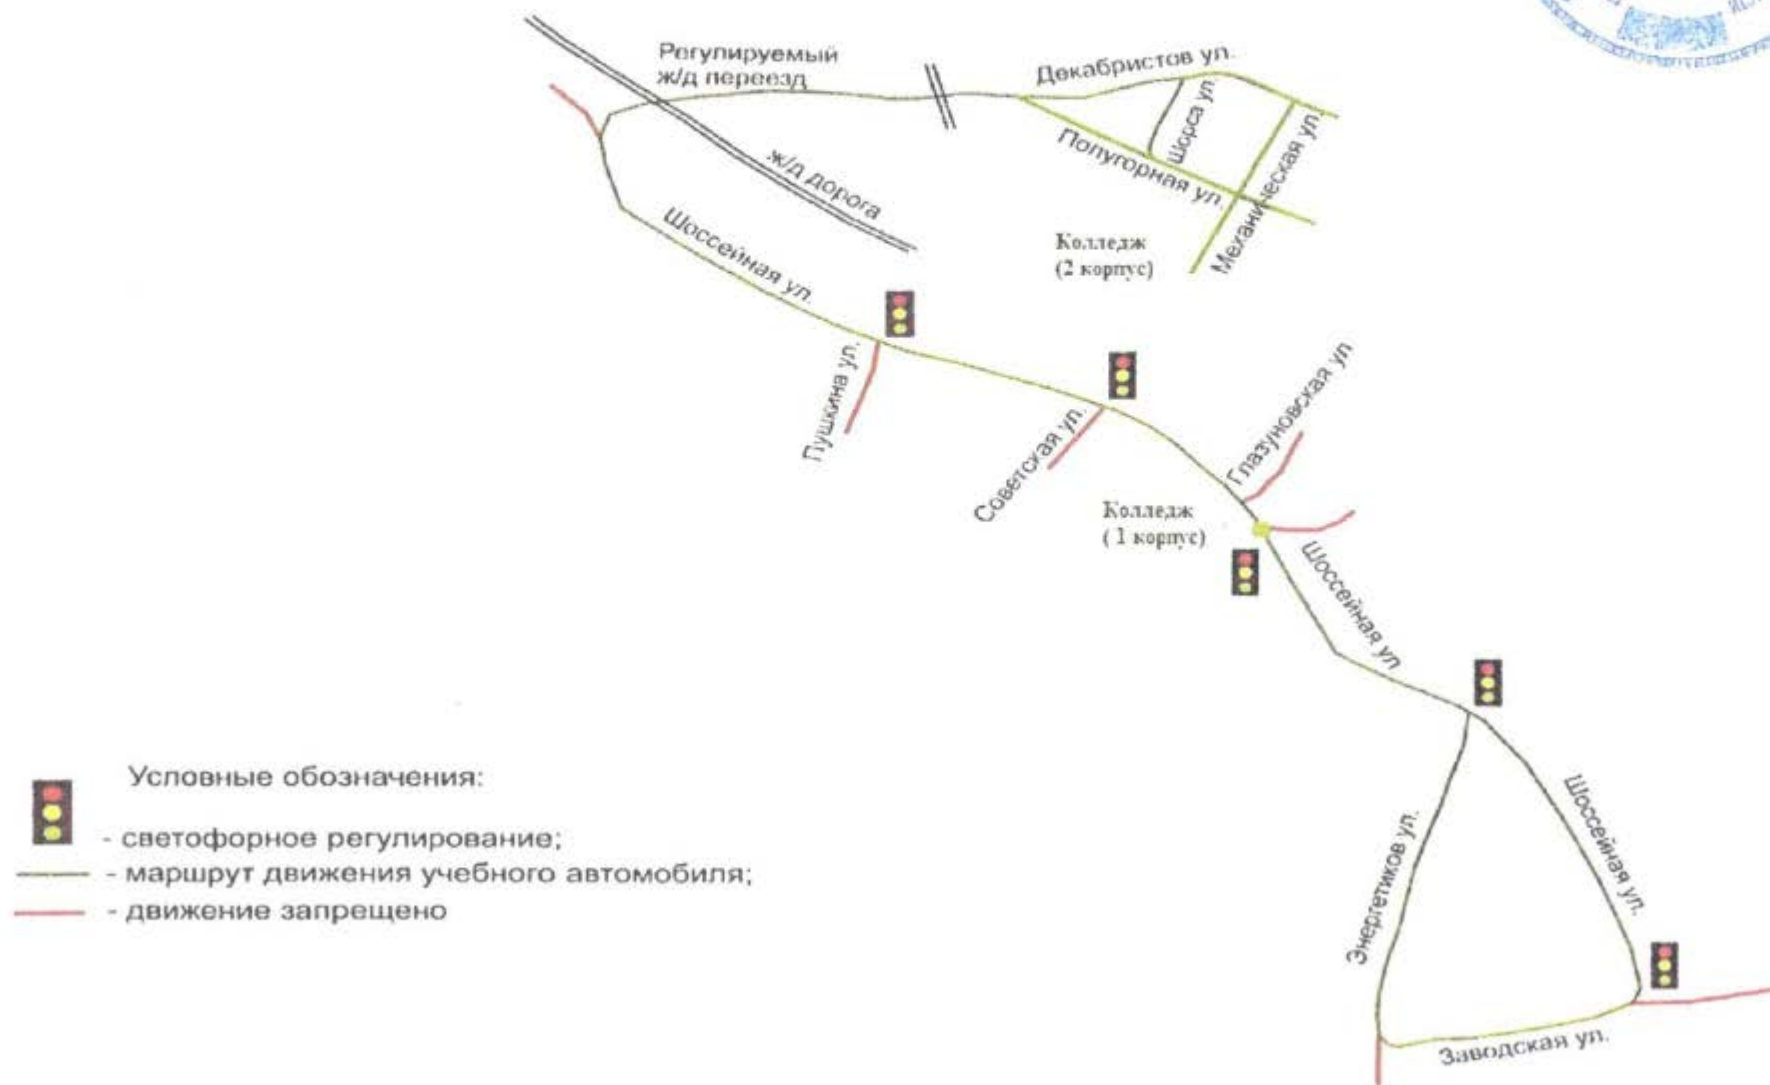 Регулируемый
ж/д переезд
Декабристов ул.
Щорса ул.
Полугорная ул.
Механическая ул.
ж/д дорога
Шоссейная ул.
Колледж
(2 корпус)
Пушкина ул.
Советская ул.
Глазуновская ул
Колледж
( 1 корпус)
Шоссейная ул
Шоссейная ул.
Энергетиков ул.
Заводская ул.
Условные обозначения:
- светофорное регулирование;
- маршрут движения учебного автомобиля;
- движение запрещено